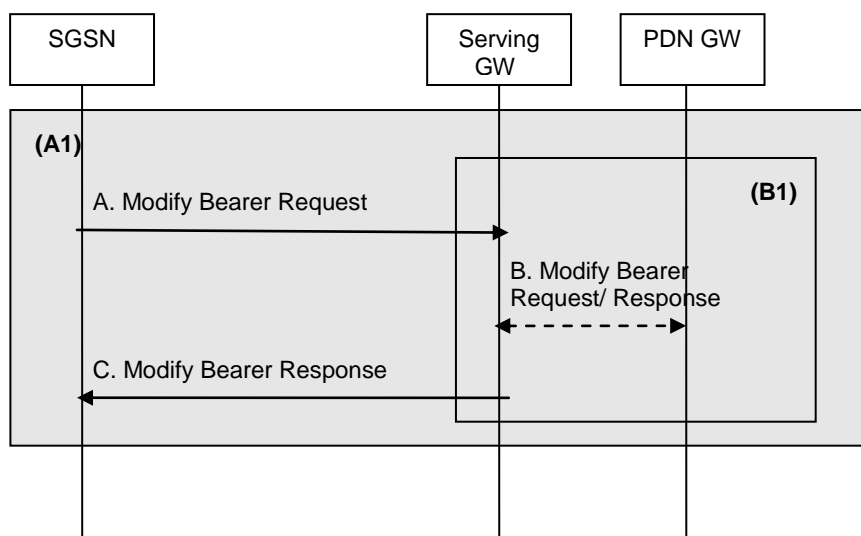 SGSN
Serving
GW
PDN GW
(A1)
(B1)
A. Modify Bearer Request
B. Modify Bearer
Request/ Response
C. Modify Bearer Response